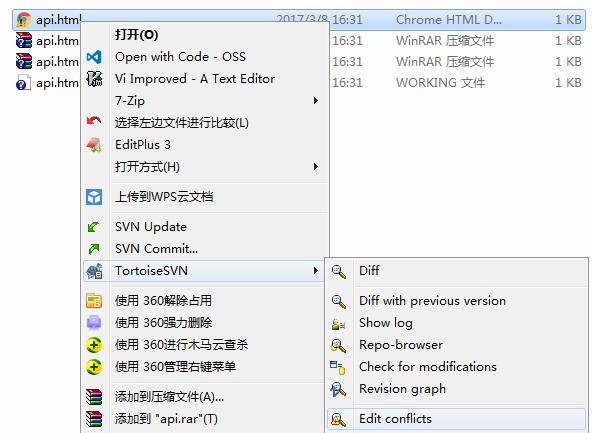 api.html 2017/3/8 16:31 Chrome HTML D... 1 KB
api.htm 16:31 WinRAR 压缩文件 1 KB
api.htm 16:31 WinRAR 压缩文件 1 KB
api.htm 16:31 WORKING 文件 1 KB
打开(O)
Open with Code - OSS
Vi Improved - A Text Editor
7-Zip
选择左边文件进行比较(L)
EditPlus 3
打开方式(H)
上传到WPS云文档
SVN Update
SVN Commit...
TortoiseSVN
使用 360解除占用
使用 360强力删除
使用 360进行木马云查杀
使用 360管理右键菜单
添加到压缩文件(A)...
添加到 "api.rar"(T)
Diff
Diff with previous version
Show log
Repo-browser
Check for modifications
Revision graph
Edit conflicts